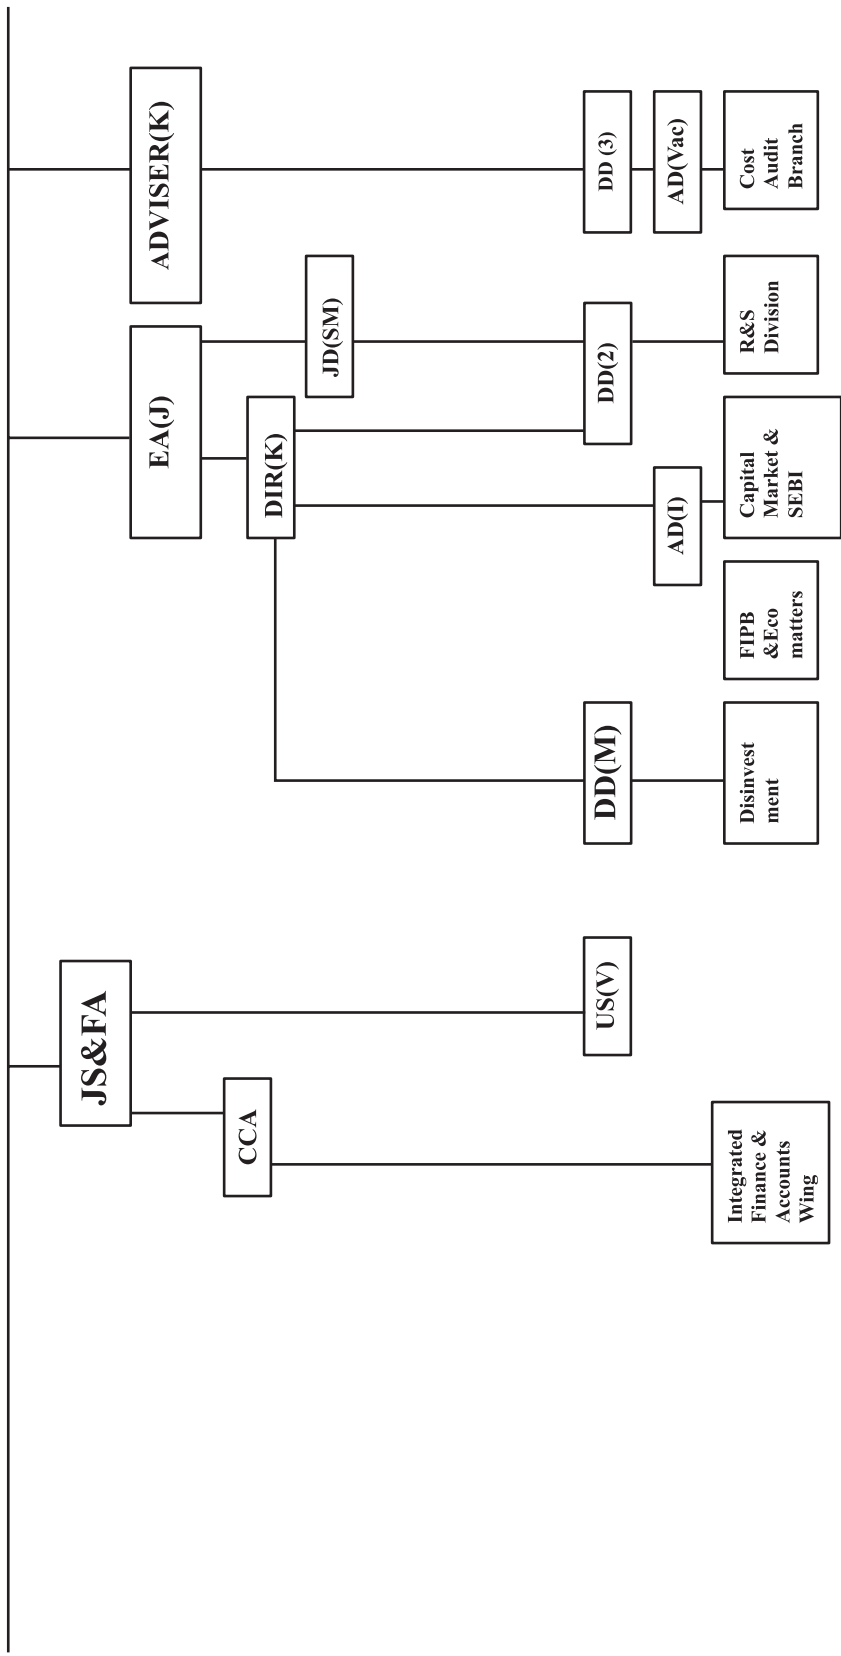 JS&FA
EA(J)
ADVISER(K)
CCA
DIR(K)
JD(SM)
US(V)
DD(M)
DD(2)
DD (3)
AD(I)
AD(Vac)
Integrated
Finance &
Accounts
Wing
Disinvest
ment
FIPB
&Eco
matters
Capital
Market &
SEBI
R&S
Division
Cost
Audit
Branch